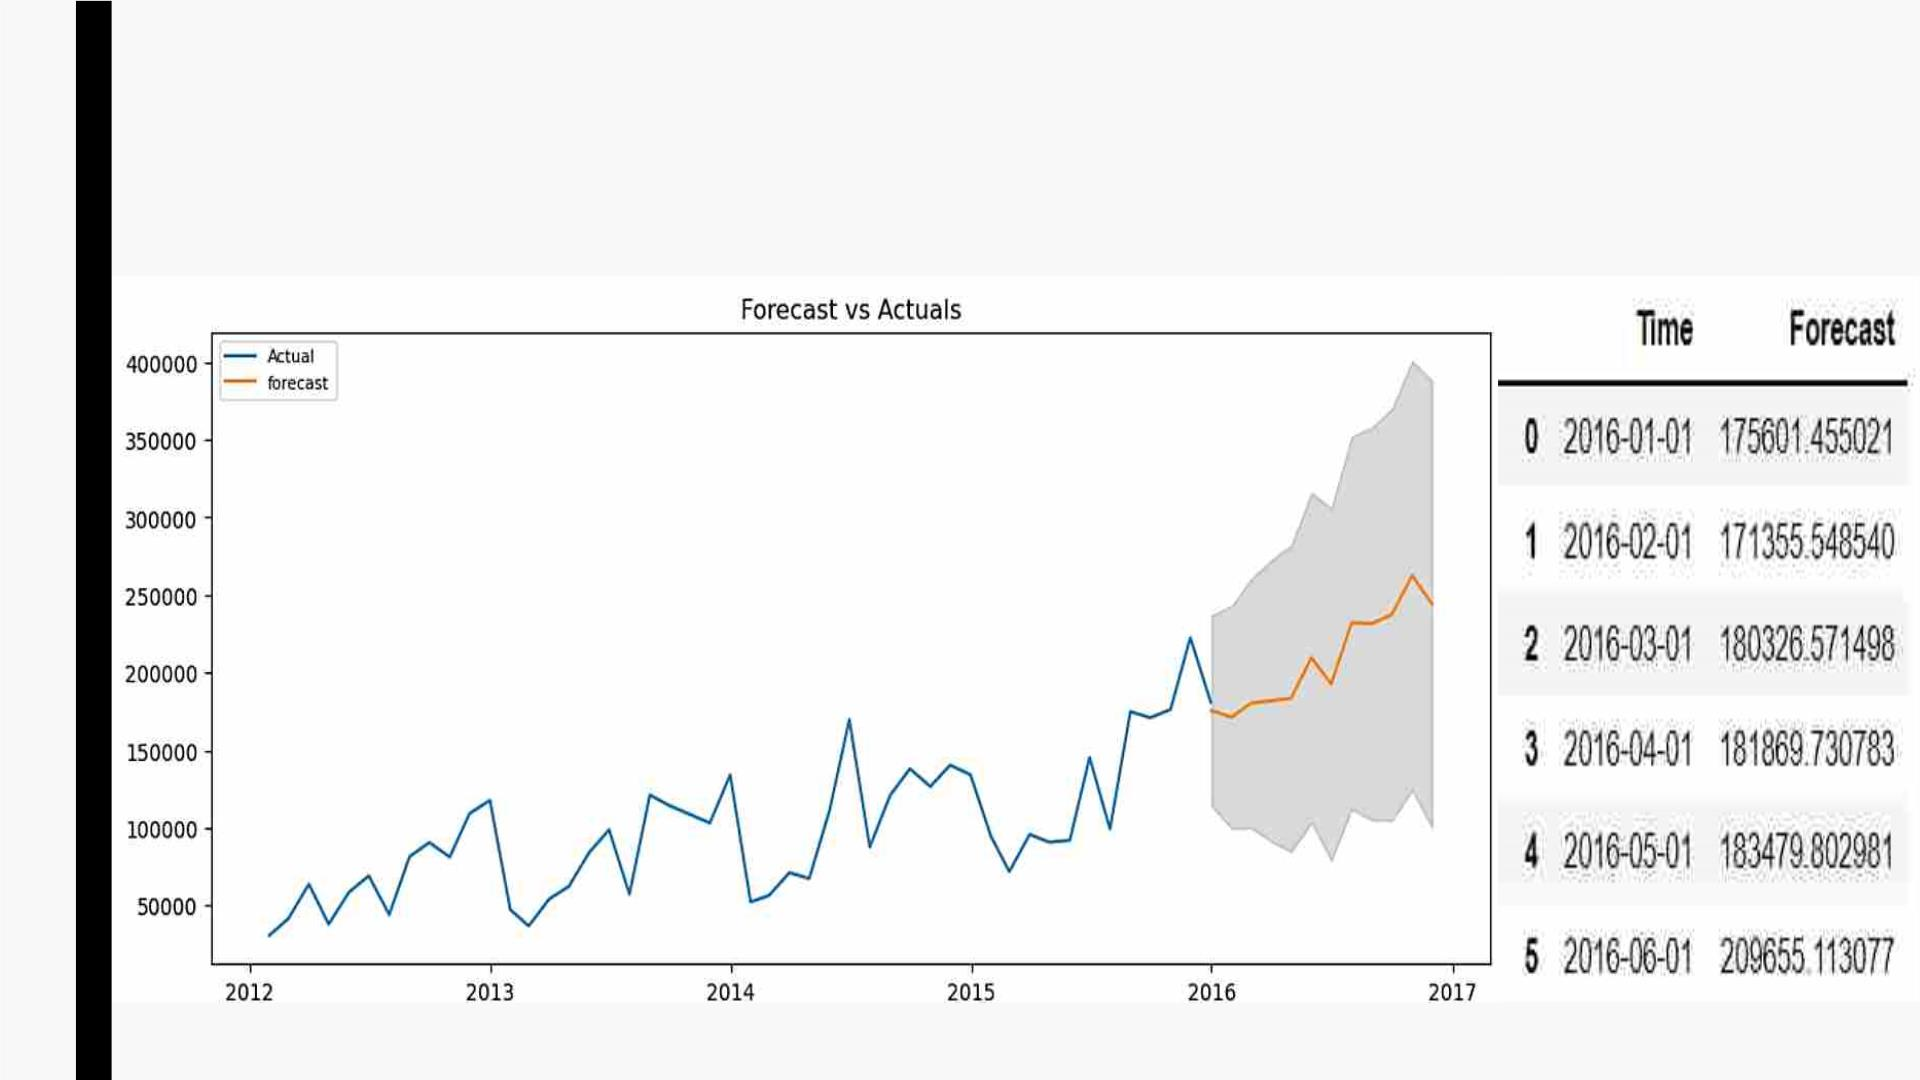 Forecast vs Actuals
Actual
forecast
400000
350000
300000
250000
200000
150000
100000
50000
2012 2013 2014 2015 2016 2017
Time Forecast
0 2016-01-01 175601.455021
1 2016-02-01 171355.548540
2 2016-03-01 180326.571498
3 2016-04-01 181869.730783
4 2016-05-01 183479.802981
5 2016-06-01 209655.113077